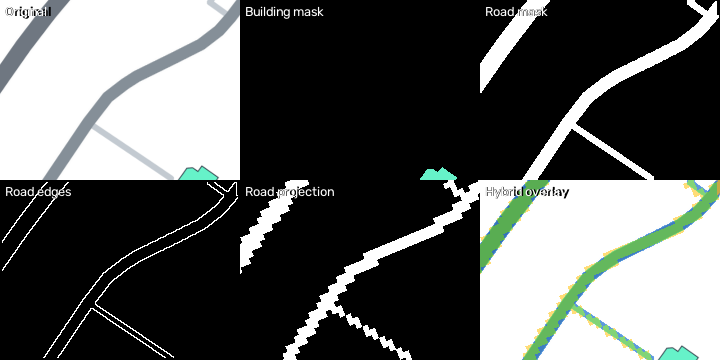 Original
Building mask
Road mask
Road edges
Road projection
Hybrid overlay